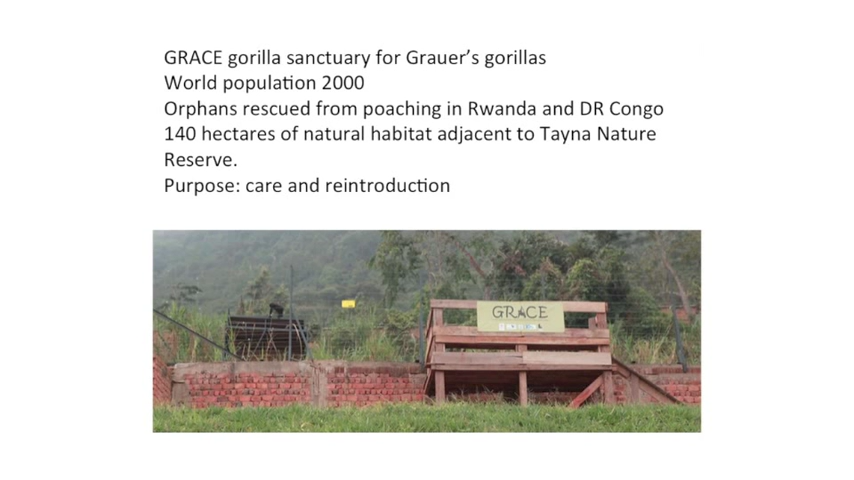 GRACE gorilla sanctuary for Grauer’s gorillas
World population 2000
Orphans rescued from poaching in Rwanda and DR Congo
140 hectares of natural habitat adjacent to Tayna Nature
Reserve.
Purpose: care and reintroduction
GRACE